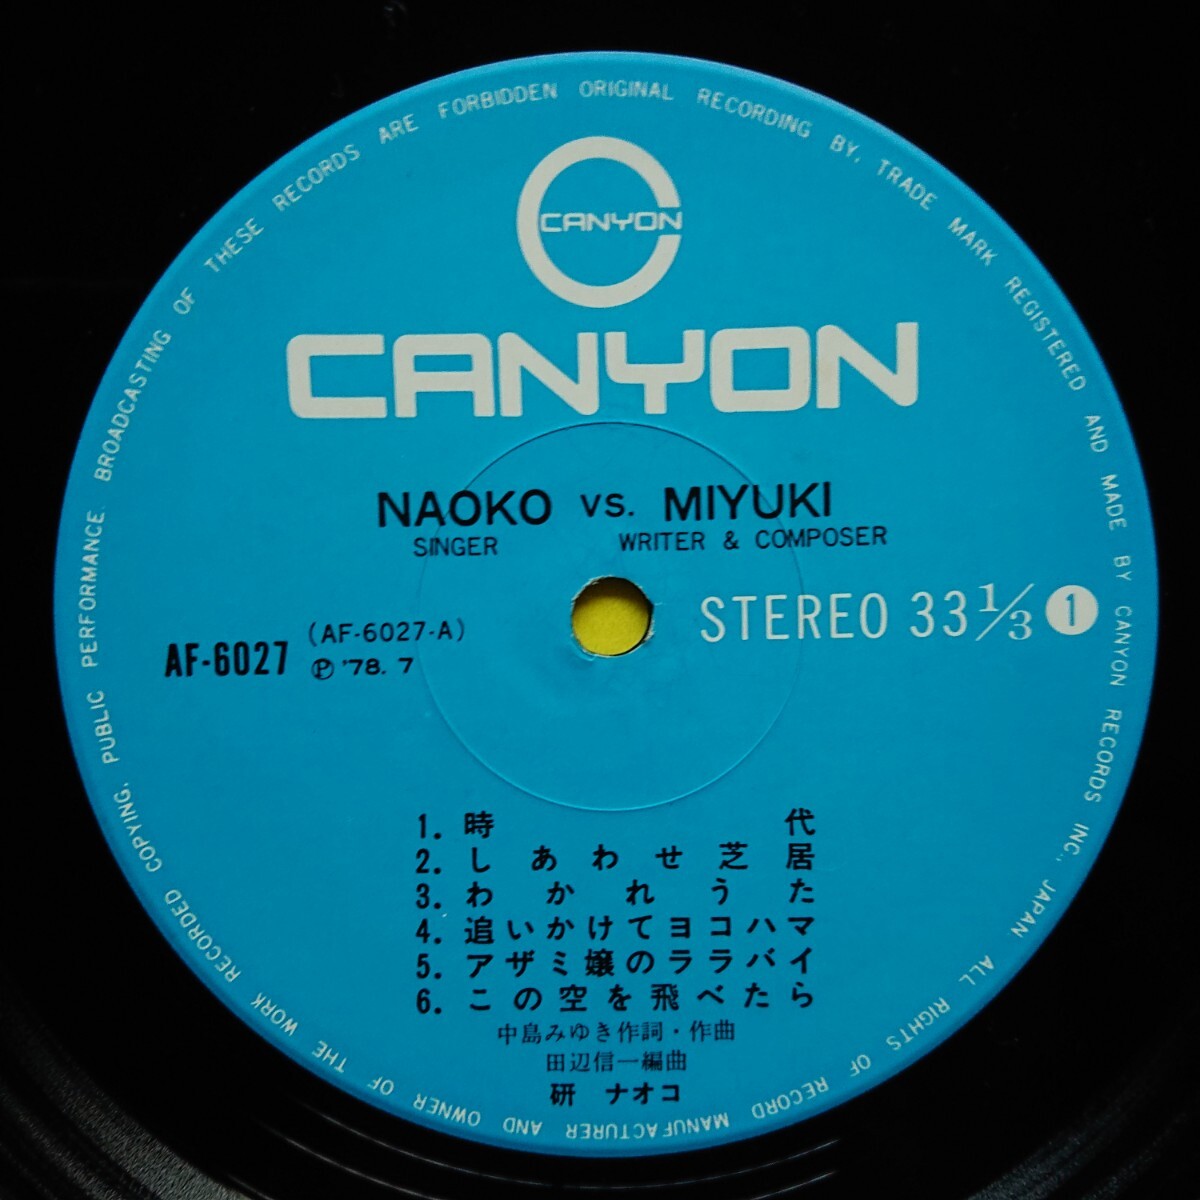 ALL RIGHTS OF RECORD MANUFACTURER AND OWNER OF THE WORK RECORDED COPYING, PUBLIC PERFORMANCE BROADCASTING OF THESE RECORDS ARE FORBIDDEN ORIGINAL RECORDING BY, TRADE MARK REGISTERED AND MADE BY CANYON RECORDS INC., JAPAN
CANYON
CANYON
NAOKO VS. MIYUKI
SINGER WRITER & COMPOSER
STEREO 33 1/3 1
(AF-6027-A)
AF-6027 Ⓟ '78. 7
1. 時代
2. しあわせ芝居
3. わかれうた
4. 追いかけてヨコハマ
5. アザミ嬢のララバイ
6. この空を飛べたら
中島みゆき作詞・作曲
田辺信一編曲
研 ナオコ